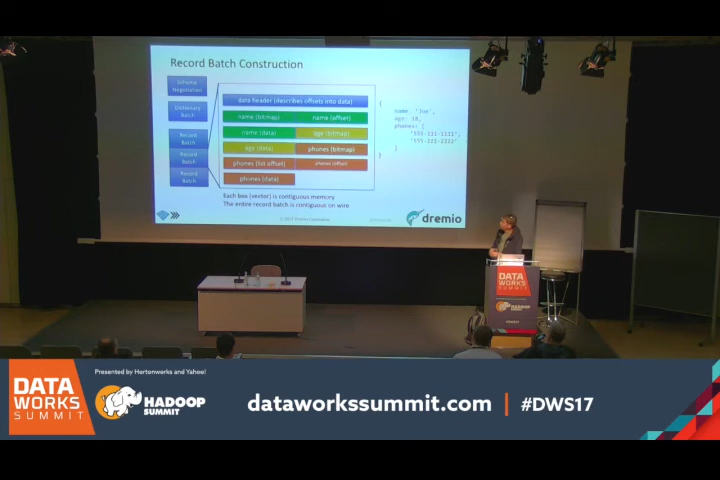 Record Batch Construction
Schema
Negotiation
Dictionary
Batch
Record
Batch
Record
Batch
Record
Batch
data header (describes offsets into data)
name (bitmap)
name (offset)
name (data)
age (bitmap)
age (data)
phones (bitmap)
phones (list offset)
phones (offset)
phones (data)
{
name: 'Joe',
age: 18,
phones: [
'555-111-1111',
'555-111-2222'
]
}
Each box (vector) is contiguous memory
The entire record batch is contiguous on wire
dremio
DATA
WORKS
SUMMIT
HADOOP
SUMMIT
DATA
WORKS
SUMMIT
Presented by Hortonworks and Yahoo!
HADOOP
SUMMIT
dataworkssummit.com | #DWS17